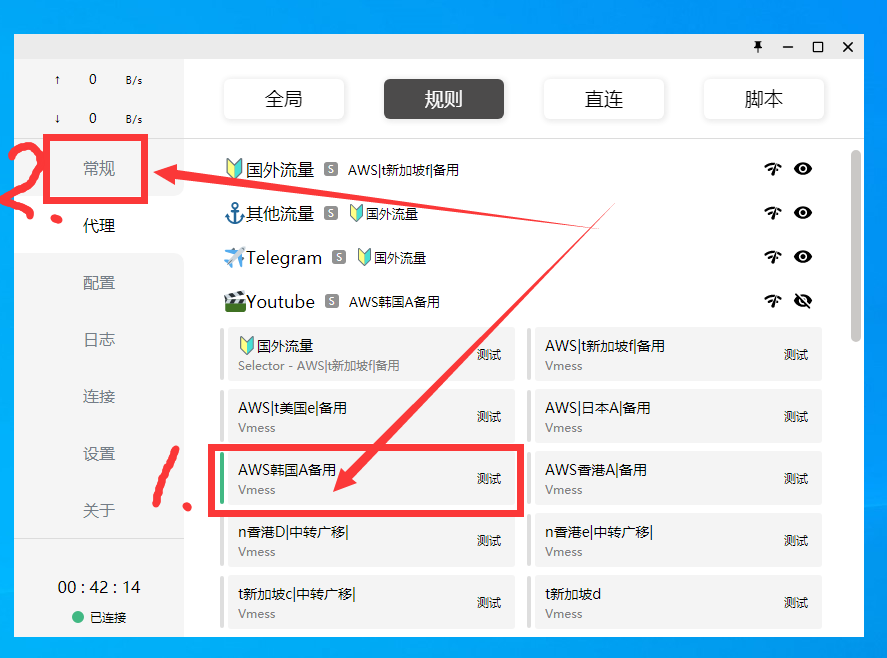 ↑ 0 B/s
↓ 0 B/s
全局 规则 直连 脚本
2.
常规
代理
配置
日志
连接
设置
关于
00 : 42 : 14
已连接
国外流量 S AWS|t新加坡f|备用
其他流量 S 国外流量
Telegram S 国外流量
Youtube S AWS韩国A备用
国外流量
Selector - AWS|t新加坡f|备用
测试
AWS|t新加坡f|备用
Vmess
测试
AWS|t美国e|备用
Vmess
测试
AWS|日本A|备用
Vmess
测试
1.
AWS韩国A备用
Vmess
测试
AWS香港A|备用
Vmess
测试
n香港D|中转广移|
Vmess
测试
n香港e|中转广移|
Vmess
测试
t新加坡c|中转广移|
Vmess
测试
t新加坡d
Vmess
测试